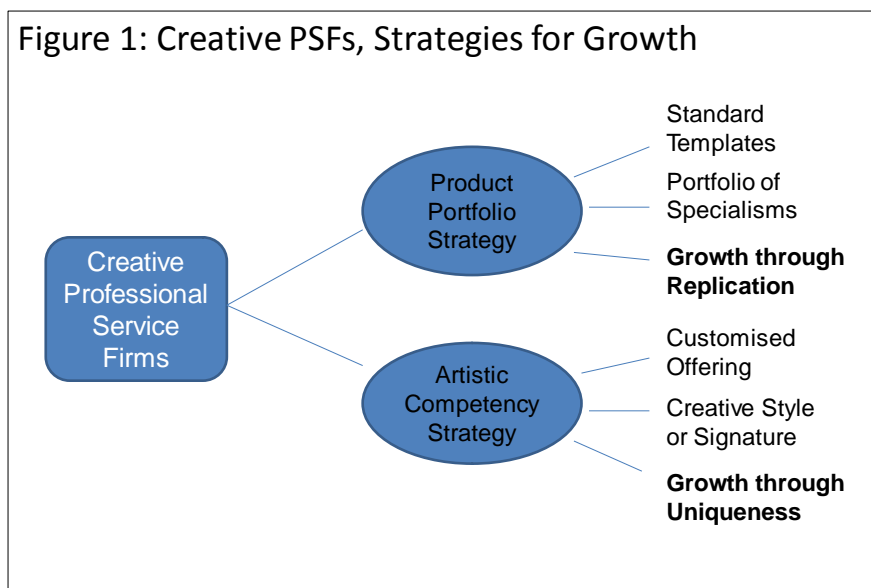 Figure 1: Creative PSFs, Strategies for Growth
Creative
Professional
Service
Firms
Product
Portfolio
Strategy
Standard
Templates
Portfolio of
Specialisms
Growth through
Replication
Artistic
Competency
Strategy
Customised
Offering
Creative Style
or Signature
Growth through
Uniqueness